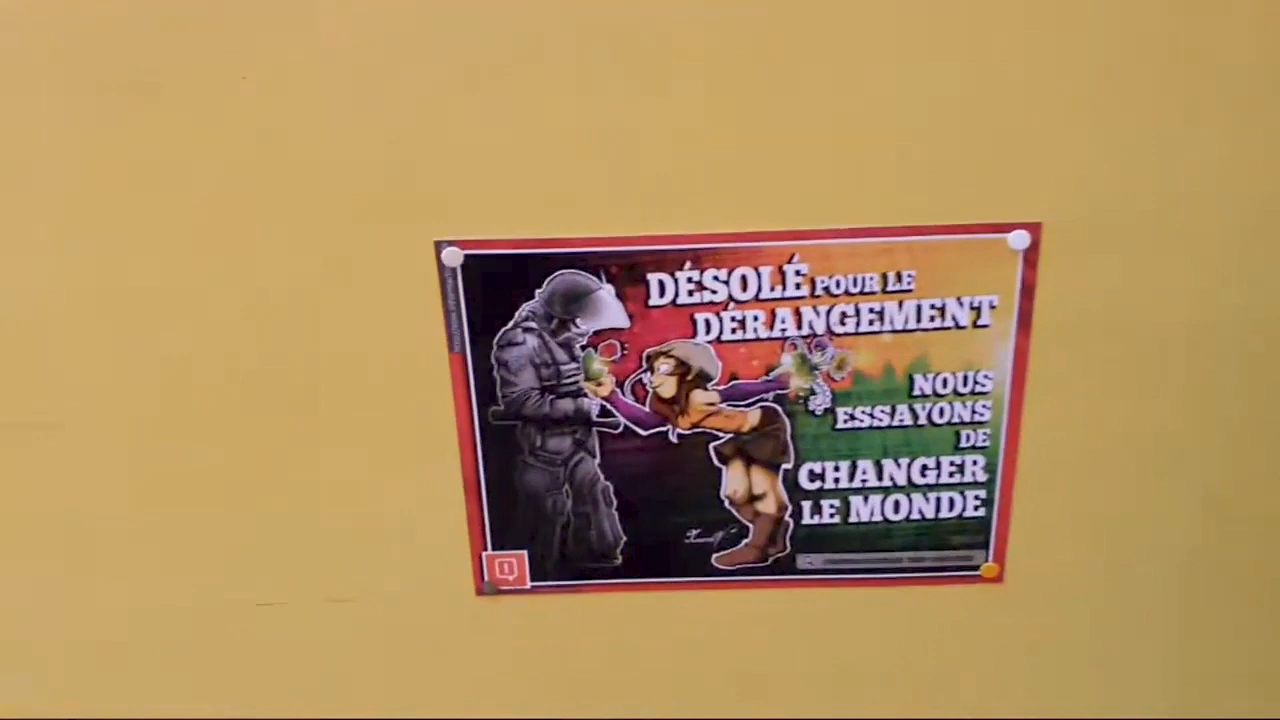 DÉSOLÉ POUR LE
DÉRANGEMENT
NOUS
ESSAYONS
DE
CHANGER
LE MONDE